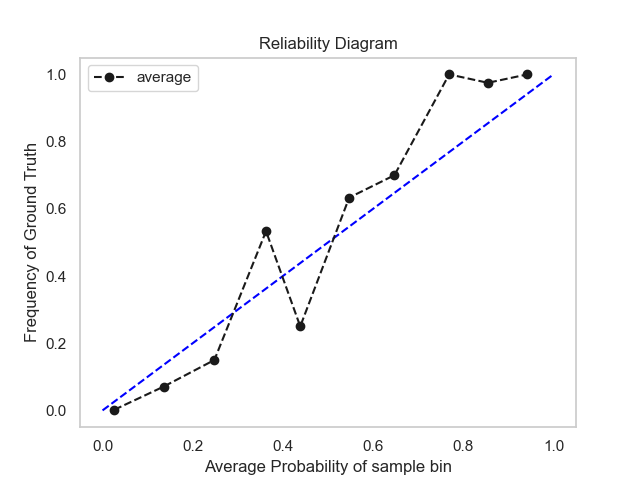 Reliability Diagram
average
Frequency of Ground Truth
1.0
0.8
0.6
0.4
0.2
0.0
0.0 0.2 0.4 0.6 0.8 1.0
Average Probability of sample bin